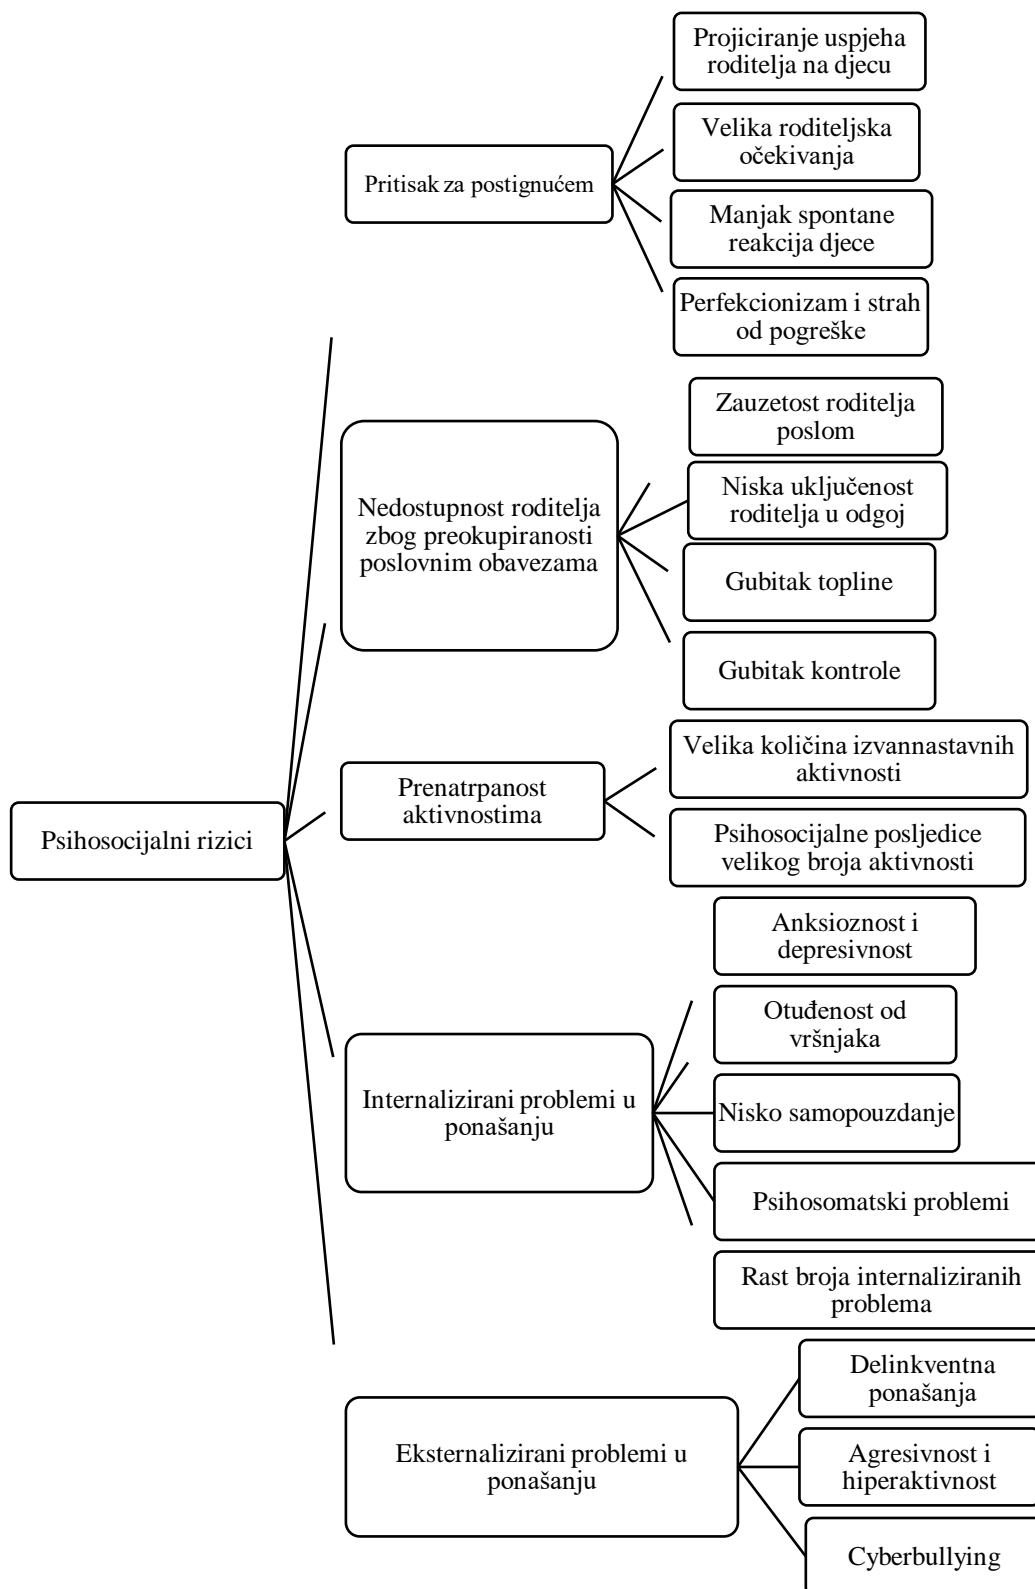 Projiciranje uspjeha
roditelja na djecu
Velika roditeljska
očekivanja
Pritisak za postignućem
Manjak spontane
reakcija djece
Perfekcionizam i strah
od pogreške
Zauzetost roditelja
poslom
Nedostupnost roditelja
zbog preokupiranosti
poslovnim obavezama
Niska uključenost
roditelja u odgoj
Gubitak topline
Gubitak kontrole
Velika količina izvannastavnih
aktivnosti
Prenatrpanost
aktivnostima
Psihosocijalni rizici
Psihosocijalne posljedice
velikog broja aktivnosti
Anksioznost i
depresivnost
Otuđenost od
vršnjaka
Internalizirani problemi u
ponašanju
Nisko samopouzdanje
Psihosomatski problemi
Rast broja internaliziranih
problema
Delinkventna
ponašanja
Eksternalizirani problemi u
ponašanju
Agresivnost i
hiperaktivnost
Cyberbullying